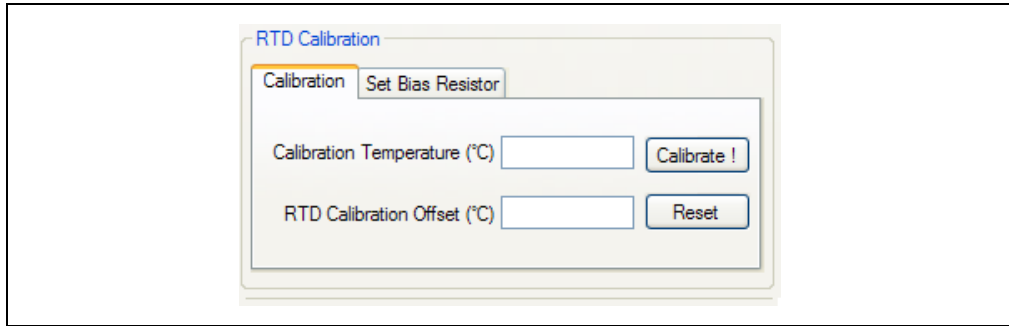 RTD Calibration
Calibration Set Bias Resistor
Calibration Temperature (°C) Calibrate !
RTD Calibration Offset (°C) Reset